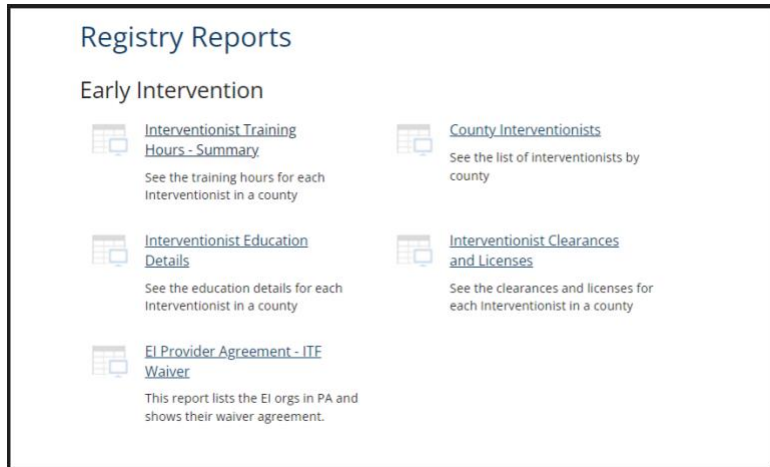 Registry Reports
Early Intervention
Interventionist Training
Hours - Summary
See the training hours for each
Interventionist in a county
County Interventionists
See the list of interventionists by
county
Interventionist Education
Details
See the education details for each
Interventionist in a county
Interventionist Clearances
and Licenses
See the clearances and licenses for
each Interventionist in a county
EI Provider Agreement - ITF
Waiver
This report lists the EI orgs in PA and
shows their waiver agreement.